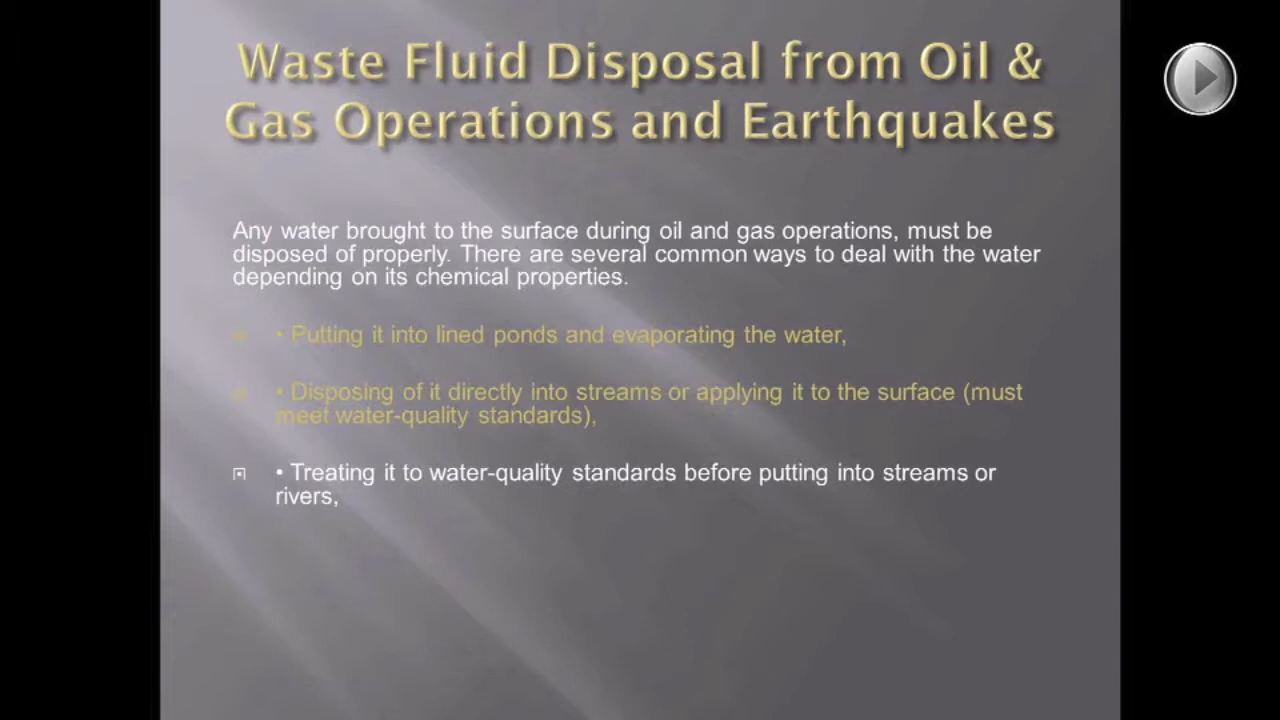 Waste Fluid Disposal from Oil &
Gas Operations and Earthquakes
Any water brought to the surface during oil and gas operations, must be
disposed of properly. There are several common ways to deal with the water
depending on its chemical properties.
• Putting it into lined ponds and evaporating the water,
• Disposing of it directly into streams or applying it to the surface (must
meet water-quality standards),
• Treating it to water-quality standards before putting into streams or
rivers,